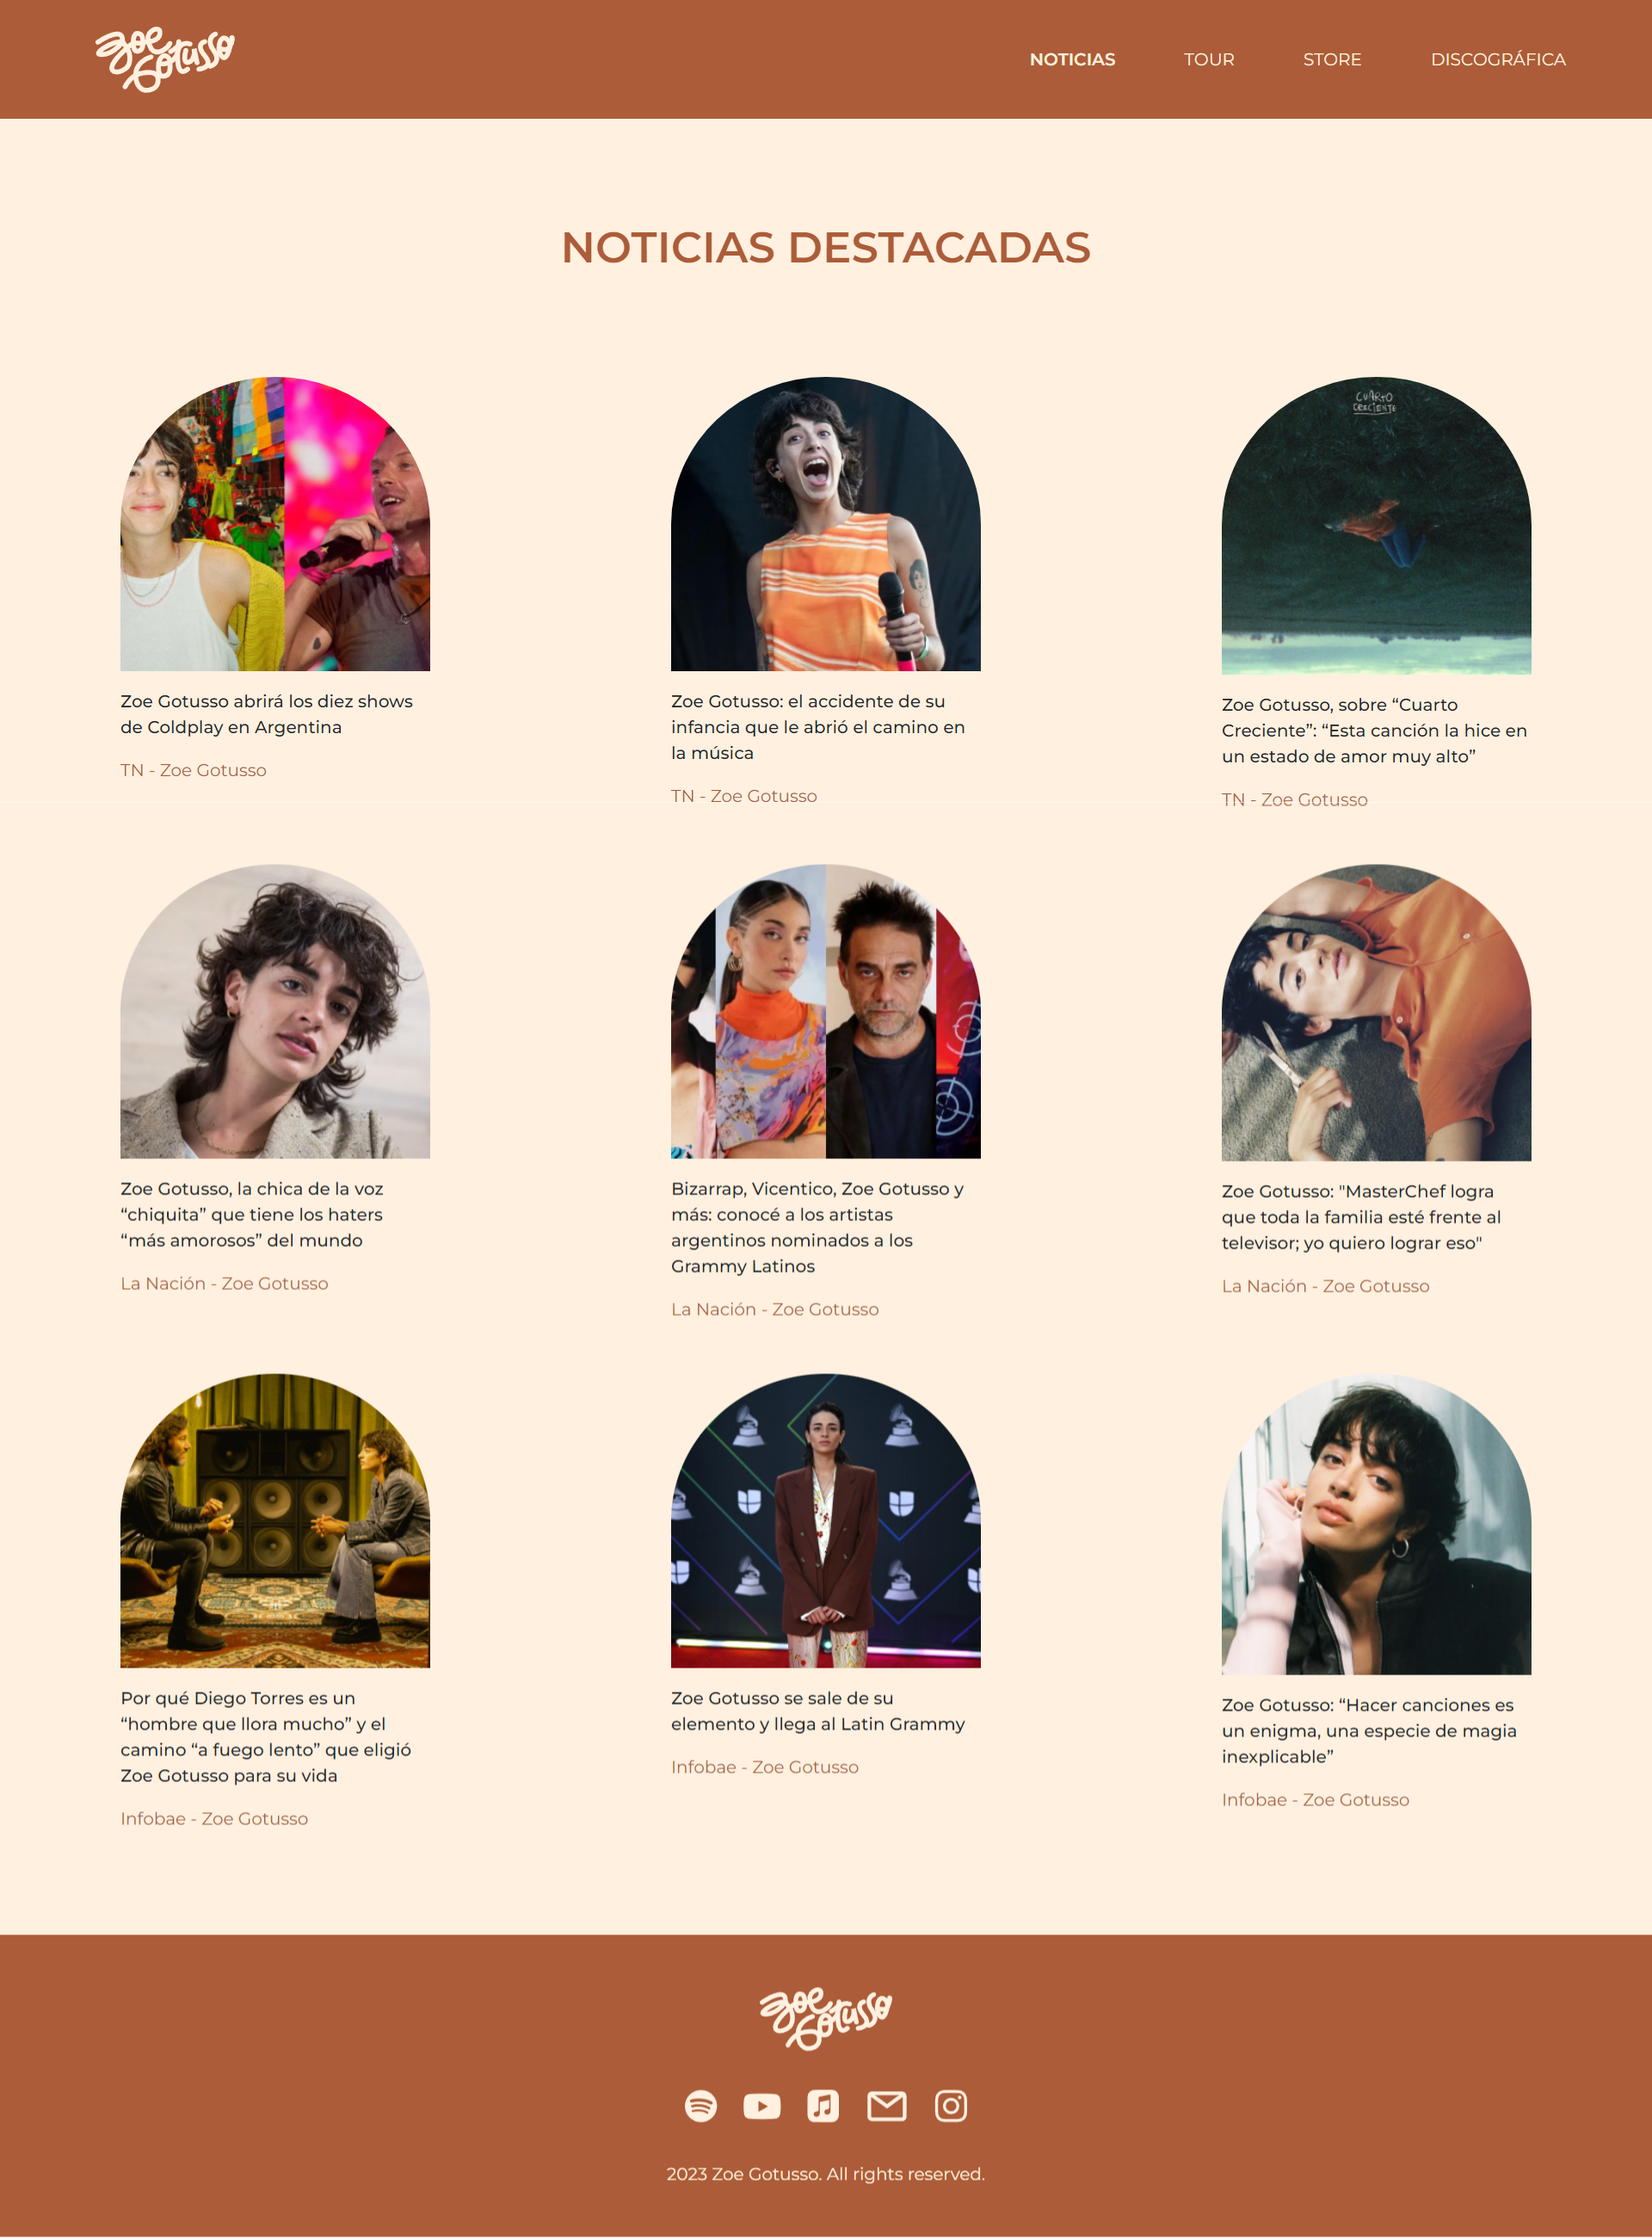 Zoe
Gotusso
NOTICIAS
TOUR
STORE
DISCOGRÁFICA
NOTICIAS DESTACADAS
Zoe Gotusso abrirá los diez shows
de Coldplay en Argentina
TN - Zoe Gotusso
Zoe Gotusso: el accidente de su
infancia que le abrió el camino en
la música
TN - Zoe Gotusso
CUARTO
CRECIENTE
Zoe Gotusso, sobre “Cuarto
Creciente”: “Esta canción la hice en
un estado de amor muy alto”
TN - Zoe Gotusso
Zoe Gotusso, la chica de la voz
“chiquita” que tiene los haters
“más amorosos” del mundo
La Nación - Zoe Gotusso
Bizarrap, Vicentico, Zoe Gotusso y
más: conocé a los artistas
argentinos nominados a los
Grammy Latinos
La Nación - Zoe Gotusso
Zoe Gotusso: "MasterChef logra
que toda la familia esté frente al
televisor; yo quiero lograr eso"
La Nación - Zoe Gotusso
Por qué Diego Torres es un
“hombre que llora mucho” y el
camino “a fuego lento” que eligió
Zoe Gotusso para su vida
Infobae - Zoe Gotusso
Zoe Gotusso se sale de su
elemento y llega al Latin Grammy
Infobae - Zoe Gotusso
Zoe Gotusso: “Hacer canciones es
un enigma, una especie de magia
inexplicable”
Infobae - Zoe Gotusso
Zoe
Gotusso
2023 Zoe Gotusso. All rights reserved.